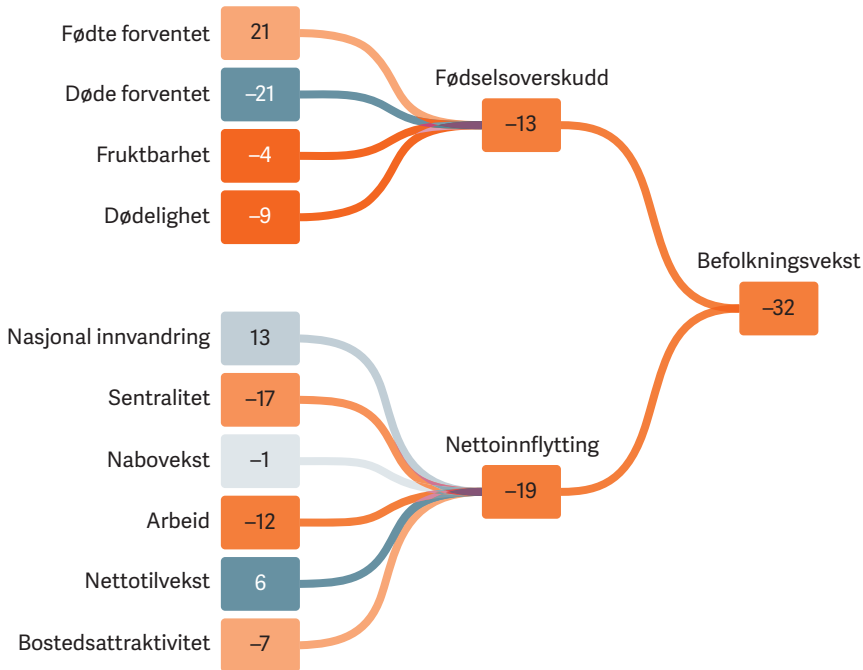 Fødte forventet 21
Døde forventet –21
Fruktbarhet –4
Dødelighet –9
Fødselsoverskudd
–13
Nasjonal innvandring 13
Sentralitet –17
Nabovekst –1
Arbeid –12
Nettotilvekst 6
Bostedsattraktivitet –7
Nettoinnflytting
–19
Befolkningsvekst
–32